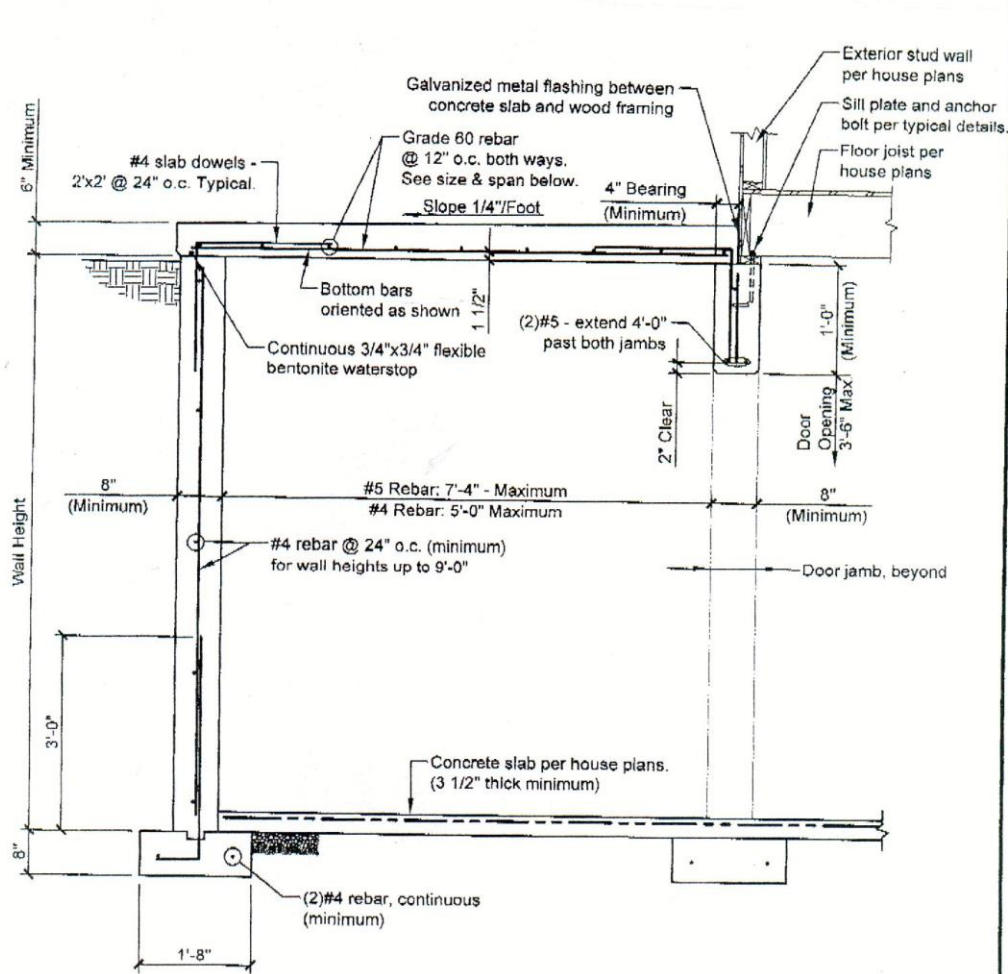 Exterior stud wall
per house plans
Galvanized metal flashing between
concrete slab and wood framing
Sill plate and anchor
bolt per typical details.
6" Minimum
Grade 60 rebar
@ 12" o.c. both ways.
See size & span below.
#4 slab dowels -
2'x2' @ 24" o.c. Typical.
Floor joist per
house plans
4" Bearing
(Minimum)
Slope 1/4"/Foot
Bottom bars
oriented as shown
1 1/2"
(2)#5 - extend 4'-0"
past both jambs
1'-0"
(Minimum)
Continuous 3/4"x3/4" flexible
bentonite waterstop
2" Clear
Door
Opening
3'-6" Max.
8"
(Minimum)
#5 Rebar: 7'-4" - Maximum
#4 Rebar: 5'-0" Maximum
8"
(Minimum)
Wall Height
#4 rebar @ 24" o.c. (minimum)
for wall heights up to 9'-0"
Door jamb, beyond
3'-0"
Concrete slab per house plans.
(3 1/2" thick minimum)
8"
(2)#4 rebar, continuous
(minimum)
1'-8"